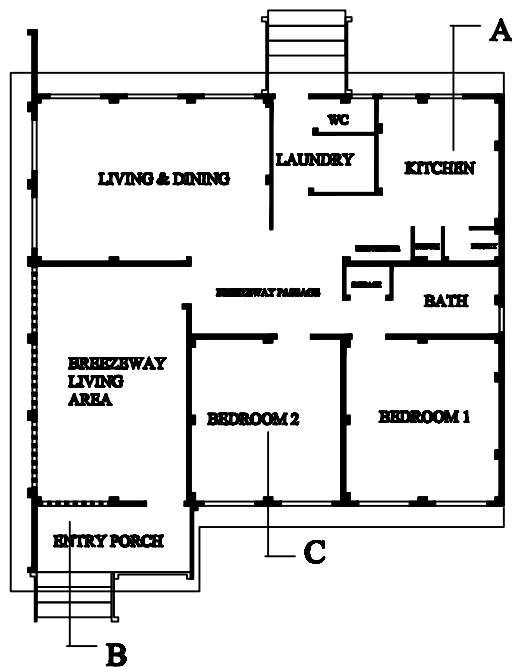 A
WC
LAUNDRY
KITCHEN
LIVING & DINING
BREEZEWAY PASSAGE
BATH
BREEZEWAY
LIVING
AREA
BEDROOM 2
BEDROOM 1
ENTRY PORCH
C
B